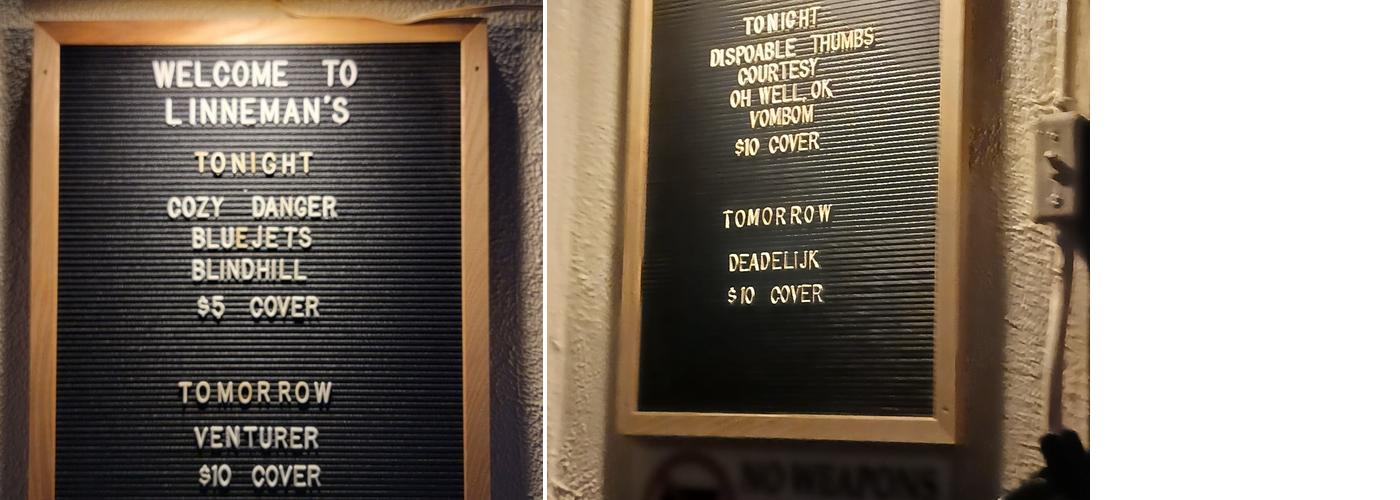 WELCOME TO
LINNEMAN'S
TONIGHT
COZY DANGER
BLUEJETS
BLINDHILL
$5 COVER
TOMORROW
VENTURER
$10 COVER
TONIGHT
DISPOABLE THUMBS
COURTESY
OH WELL, OK
VOMBOM
$10 COVER
TOMORROW
DEADELIJK
$10 COVER
NO WEAPONS